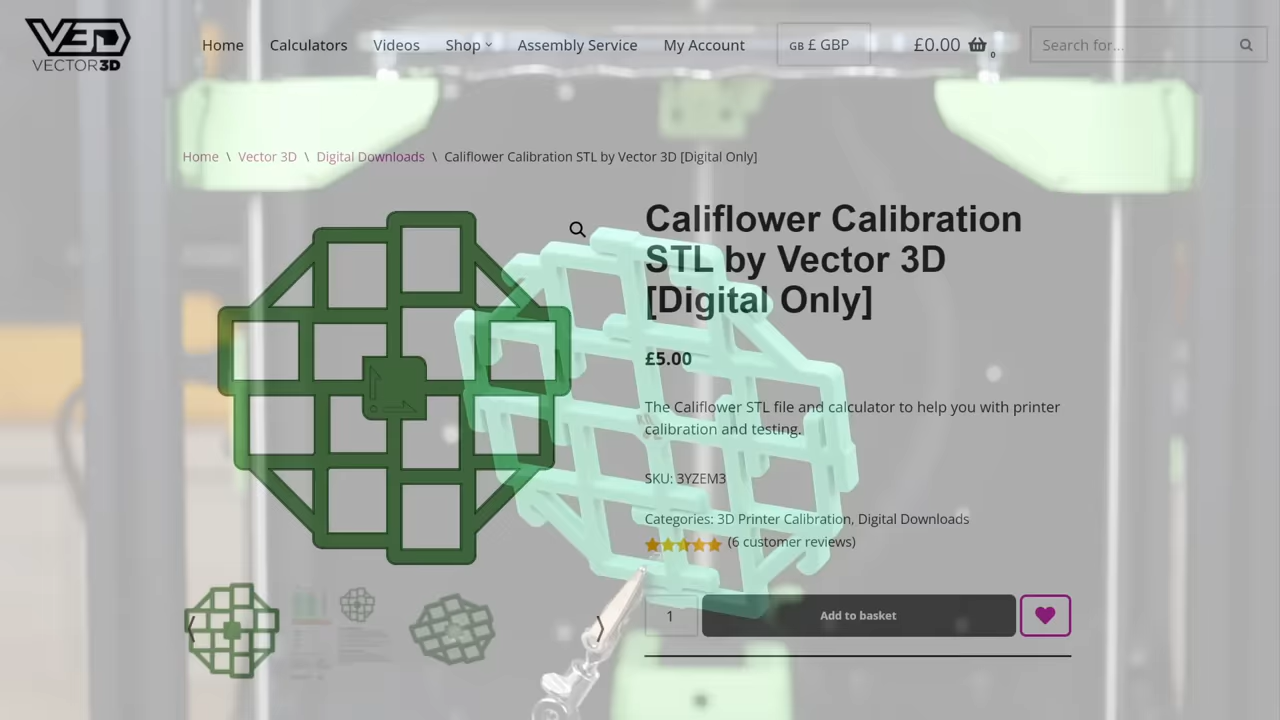 V3D
VECTOR3D
Home
Calculators
Videos
Shop
Assembly Service
My Account
GB £ GBP
£0.00
0
Search for...
Home \ Vector 3D \ Digital Downloads \ Califlower Calibration STL by Vector 3D [Digital Only]
Califlower Calibration
STL by Vector 3D
[Digital Only]
£5.00
The Califlower STL file and calculator to help you with printer
calibration and testing.
SKU: 3YZEM3
Categories: 3D Printer Calibration, Digital Downloads
(6 customer reviews)
1
Add to basket